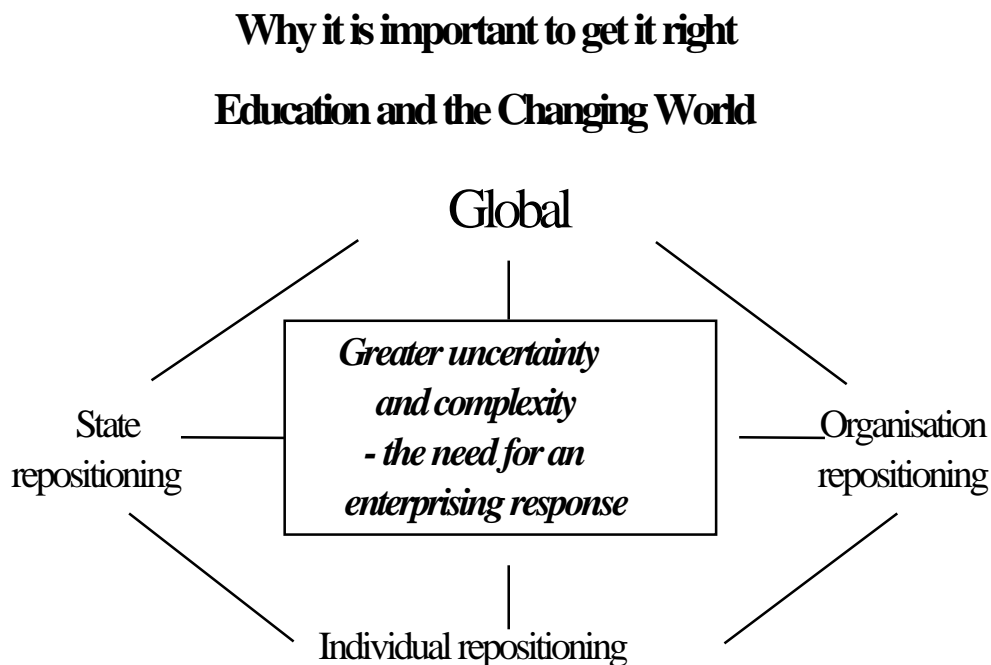 Why it is important to get it right
Education and the Changing World
Global
Greater uncertainty
and complexity
- the need for an
enterprising response
State
repositioning
Organisation
repositioning
Individual repositioning